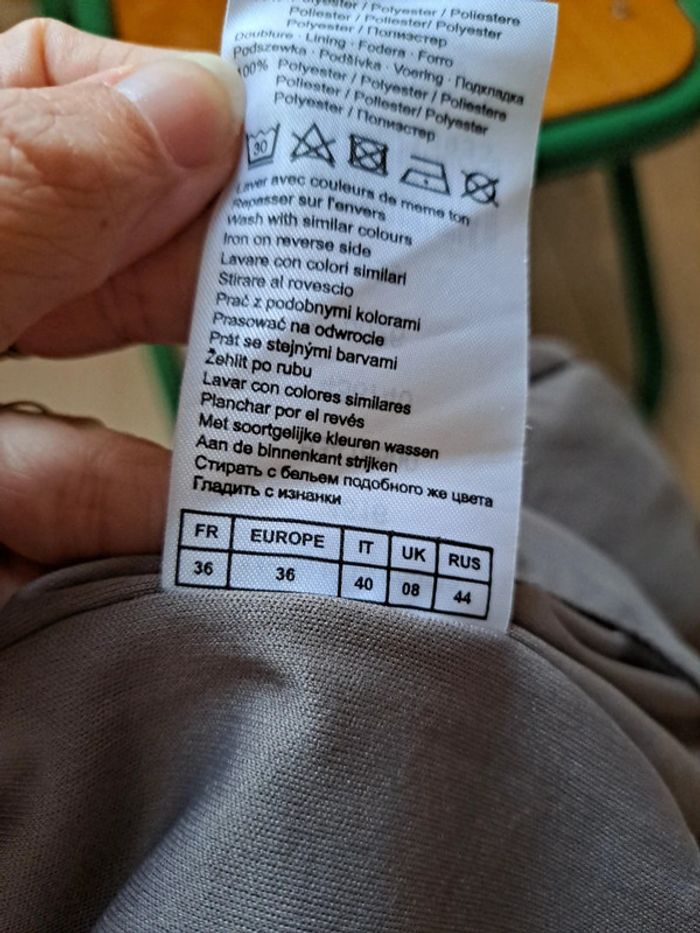 Polyester / Polyester / Poliestere
Poliester / Poliester/ Polyester
Polyester / Полиэстер
Doublure · Lining · Fodera · Forro
Podszewka · Podšívka · Voering · Подкладка
100% Polyester / Polyester / Poliestere
Poliester / Poliester/ Polyester
Polyester / Полиэстер
30
Laver avec couleurs de meme ton
Repasser sur l'envers
Wash with similar colours
Iron on reverse side
Lavare con colori similari
Stirare al rovescio
Prać z podobnymi kolorami
Prasować na odwrocie
Prát se stejnými barvami
Žehlit po rubu
Lavar con colores similares
Planchar por el revés
Met soortgelijke kleuren wassen
Aan de binnenkant strijken
Стирать с бельем подобного же цвета
Гладить с изнанки
FR EUROPE IT UK RUS
36 36 40 08 44